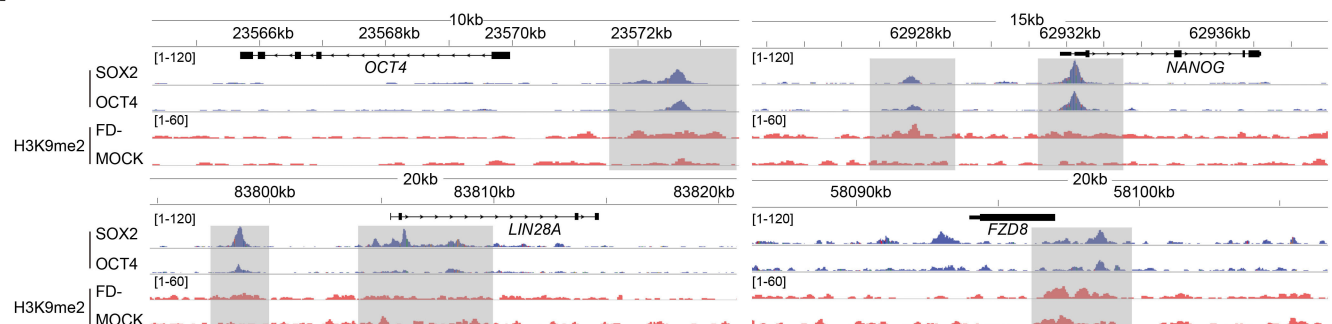 10kb
23566kb 23568kb 23570kb 23572kb
[1-120]
OCT4
SOX2
OCT4
[1-60]
H3K9me2
FD-
MOCK
15kb
62928kb 62932kb 62936kb
[1-120]
NANOG
[1-60]
20kb
83800kb 83810kb 83820kb
[1-120]
LIN28A
SOX2
OCT4
[1-60]
H3K9me2
FD-
MOCK
20kb
58090kb 58100kb
[1-120]
FZD8
[1-60]